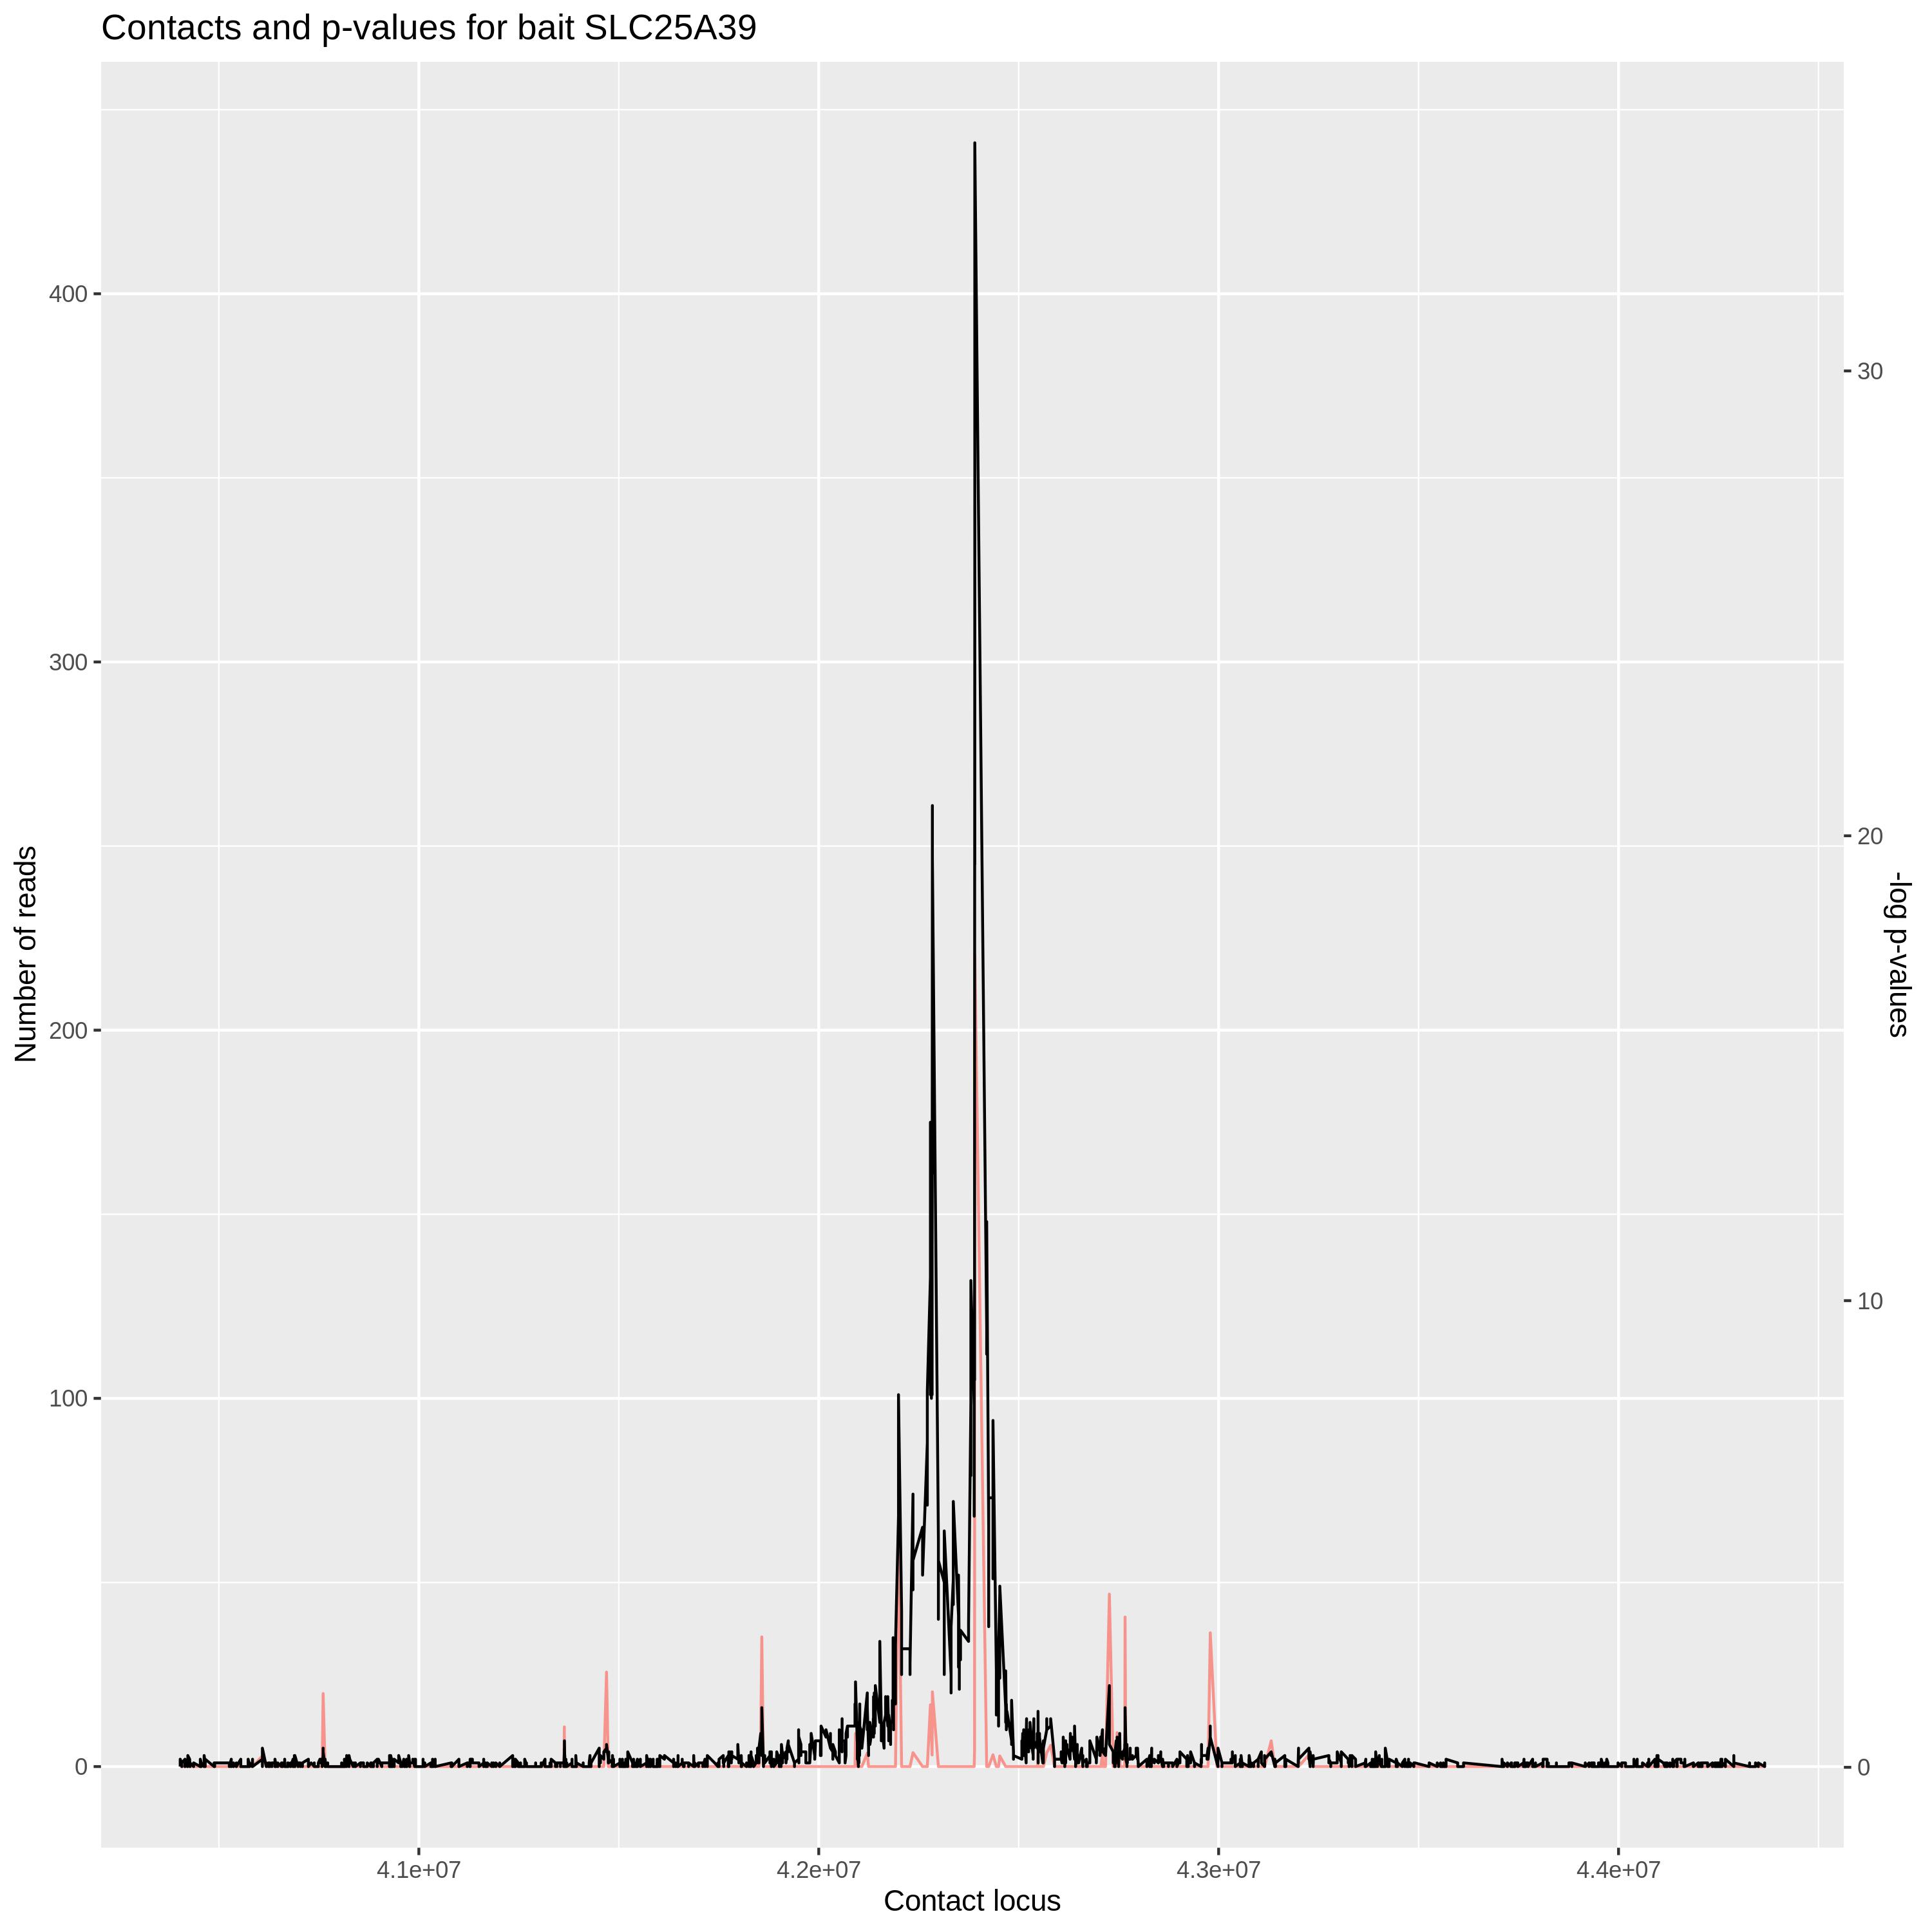 Contacts and p-values for bait SLC25A39
400
300
200
100
0
Number of reads
30
20
10
0
-log p-values
4.1e+07
4.2e+07
4.3e+07
4.4e+07
Contact locus